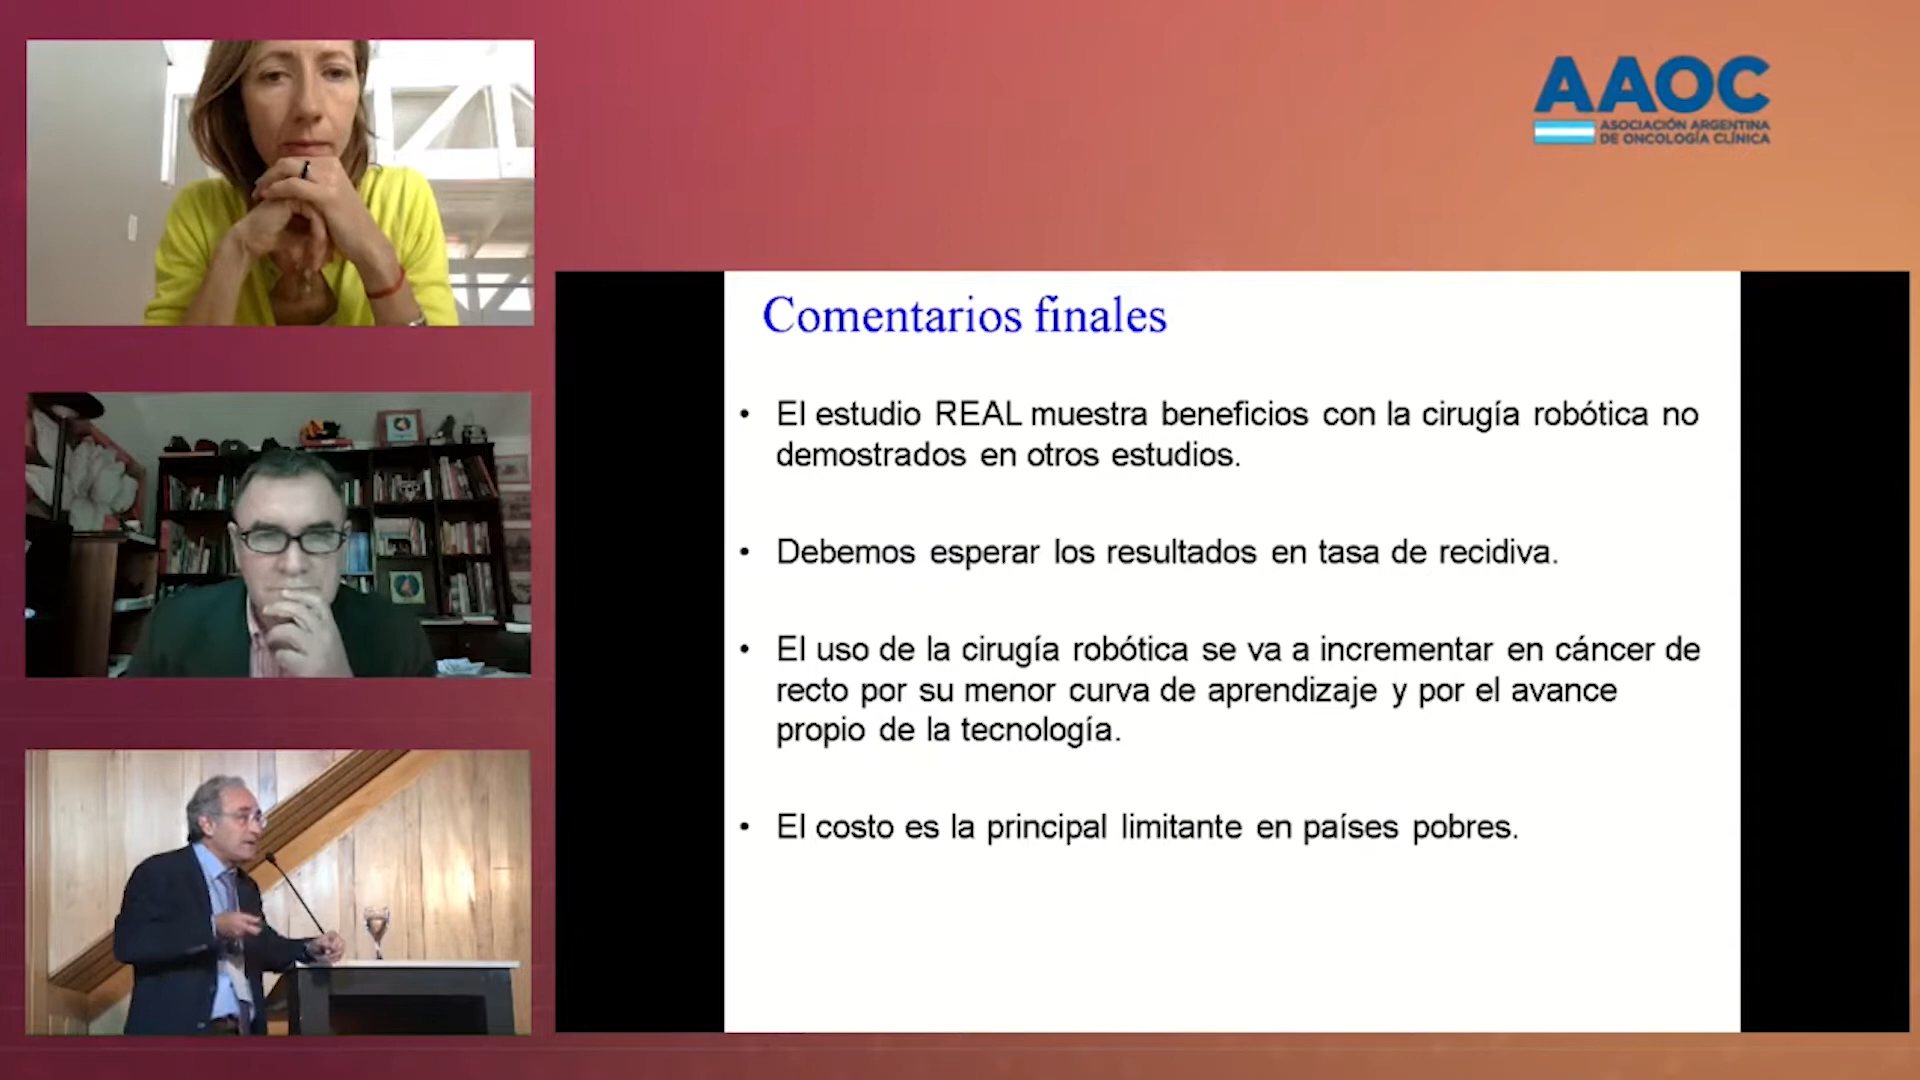 AAOC
ASOCIACIÓN ARGENTINA
DE ONCOLOGÍA CLÍNICA
Comentarios finales
• El estudio REAL muestra beneficios con la cirugía robótica no
demostrados en otros estudios.
• Debemos esperar los resultados en tasa de recidiva.
• El uso de la cirugía robótica se va a incrementar en cáncer de
recto por su menor curva de aprendizaje y por el avance
propio de la tecnología.
• El costo es la principal limitante en países pobres.